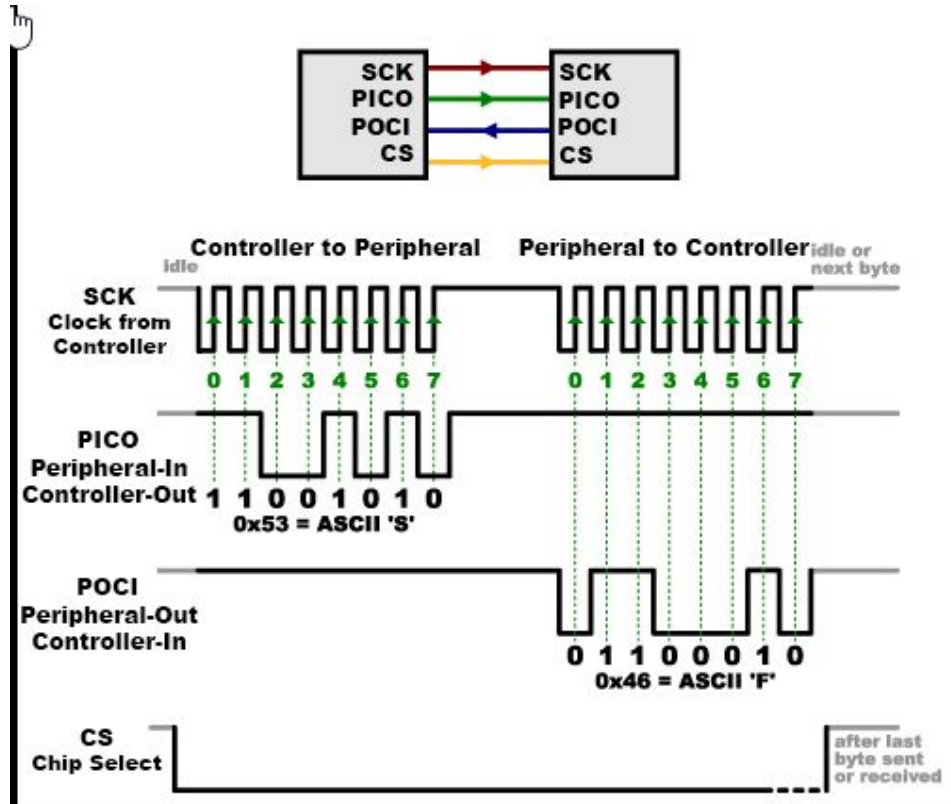 SCK SCK
PICO PICO
POCI POCI
CS CS
Controller to Peripheral Peripheral to Controller
idle idle or
next byte
SCK
Clock from
Controller
0 1 2 3 4 5 6 7 0 1 2 3 4 5 6 7
PICO
Peripheral-In
Controller-Out
1 1 0 0 1 0 1 0
0x53 = ASCII 'S'
POCI
Peripheral-Out
Controller-In
0 1 1 0 0 0 1 0
0x46 = ASCII 'F'
CS
Chip Select
after last
byte sent
or received